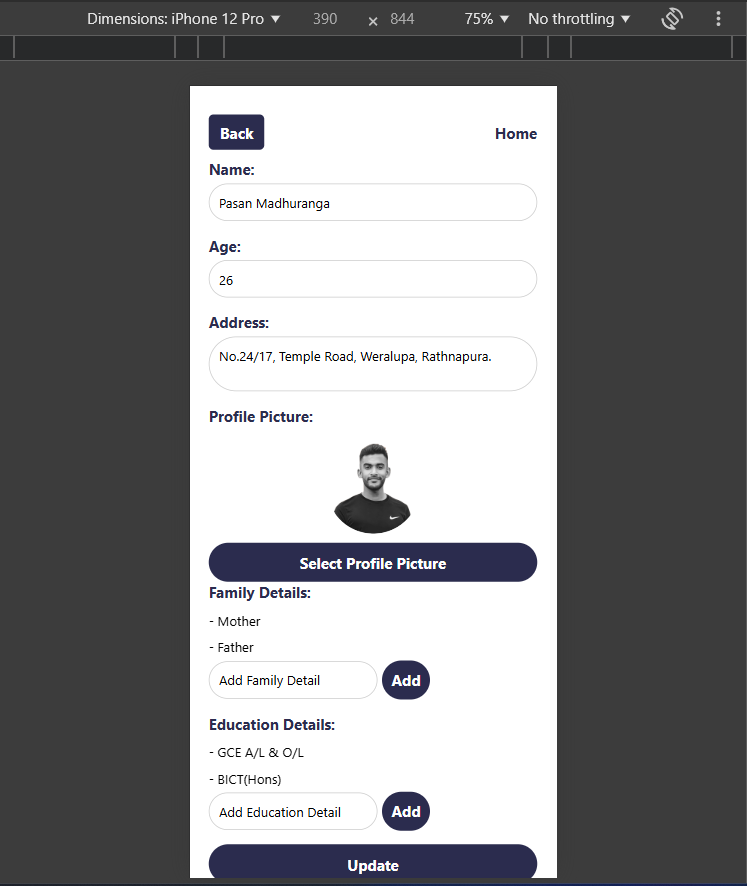 Dimensions: iPhone 12 Pro ▼ 390 × 844 75% ▼ No throttling ▼
Back Home
Name:
Pasan Madhuranga
Age:
26
Address:
No.24/17, Temple Road, Weralupa, Rathnapura.
Profile Picture:
Select Profile Picture
Family Details:
- Mother
- Father
Add Family Detail Add
Education Details:
- GCE A/L & O/L
- BICT(Hons)
Add Education Detail Add
Update